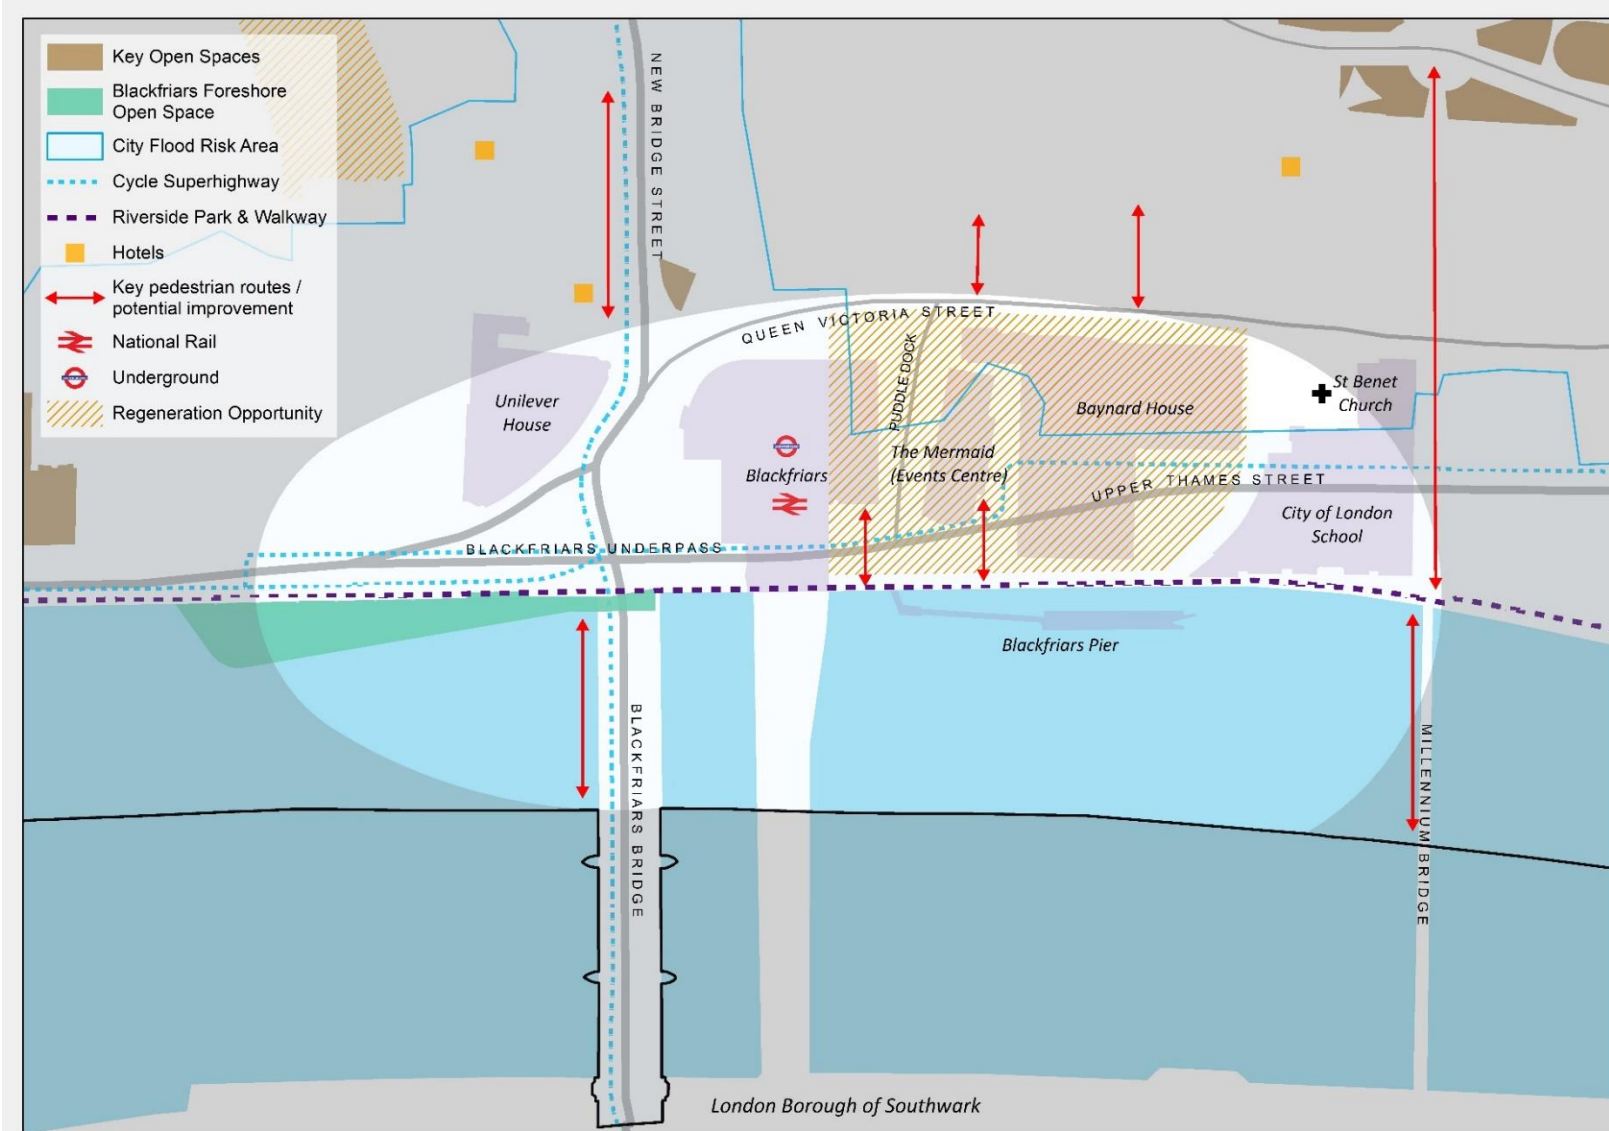 Key Open Spaces
Blackfriars Foreshore
Open Space
City Flood Risk Area
Cycle Superhighway
Riverside Park & Walkway
Hotels
Key pedestrian routes /
potential improvement
National Rail
Underground
Regeneration Opportunity
NEW BRIDGE STREET
QUEEN VICTORIA STREET
PUDDLE DOCK
Unilever
House
St Benet
Church
Baynard House
Blackfriars
The Mermaid
(Events Centre)
UPPER THAMES STREET
City of London
School
BLACKFRIARS UNDERPASS
Blackfriars Pier
BLACKFRIARS BRIDGE
MILLENNIUM BRIDGE
London Borough of Southwark